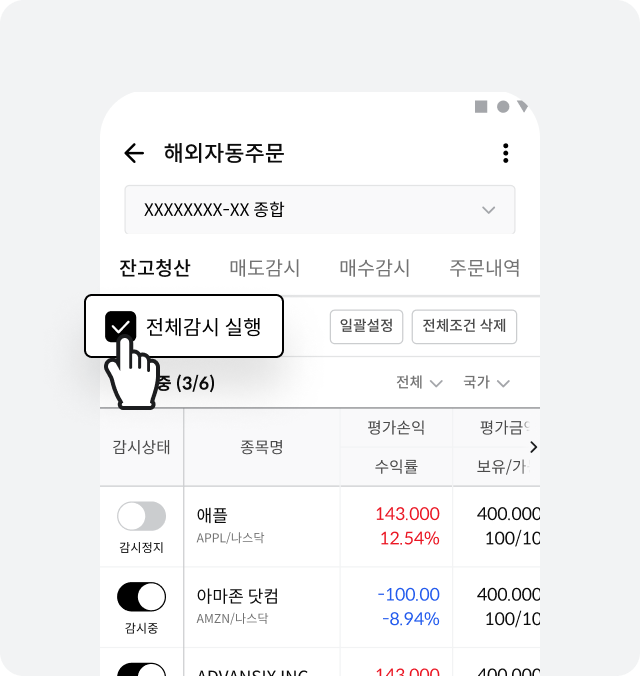 해외자동주문
XXXXXXXX-XX 종합
잔고청산 매도감시 매수감시 주문내역
전체감시 실행 일괄설정 전체조건 삭제
중 (3/6) 전체 국가
감시상태 종목명 평가손익 평가금
수익률 보유/가
애플 143.000 400.000
감시정지 APPL/나스닥 12.54% 100/10
아마존 닷컴 -100.00 400.000
감시중 AMZN/나스닥 -8.94% 100/10
ADVANSIX INC 143.000 400.000